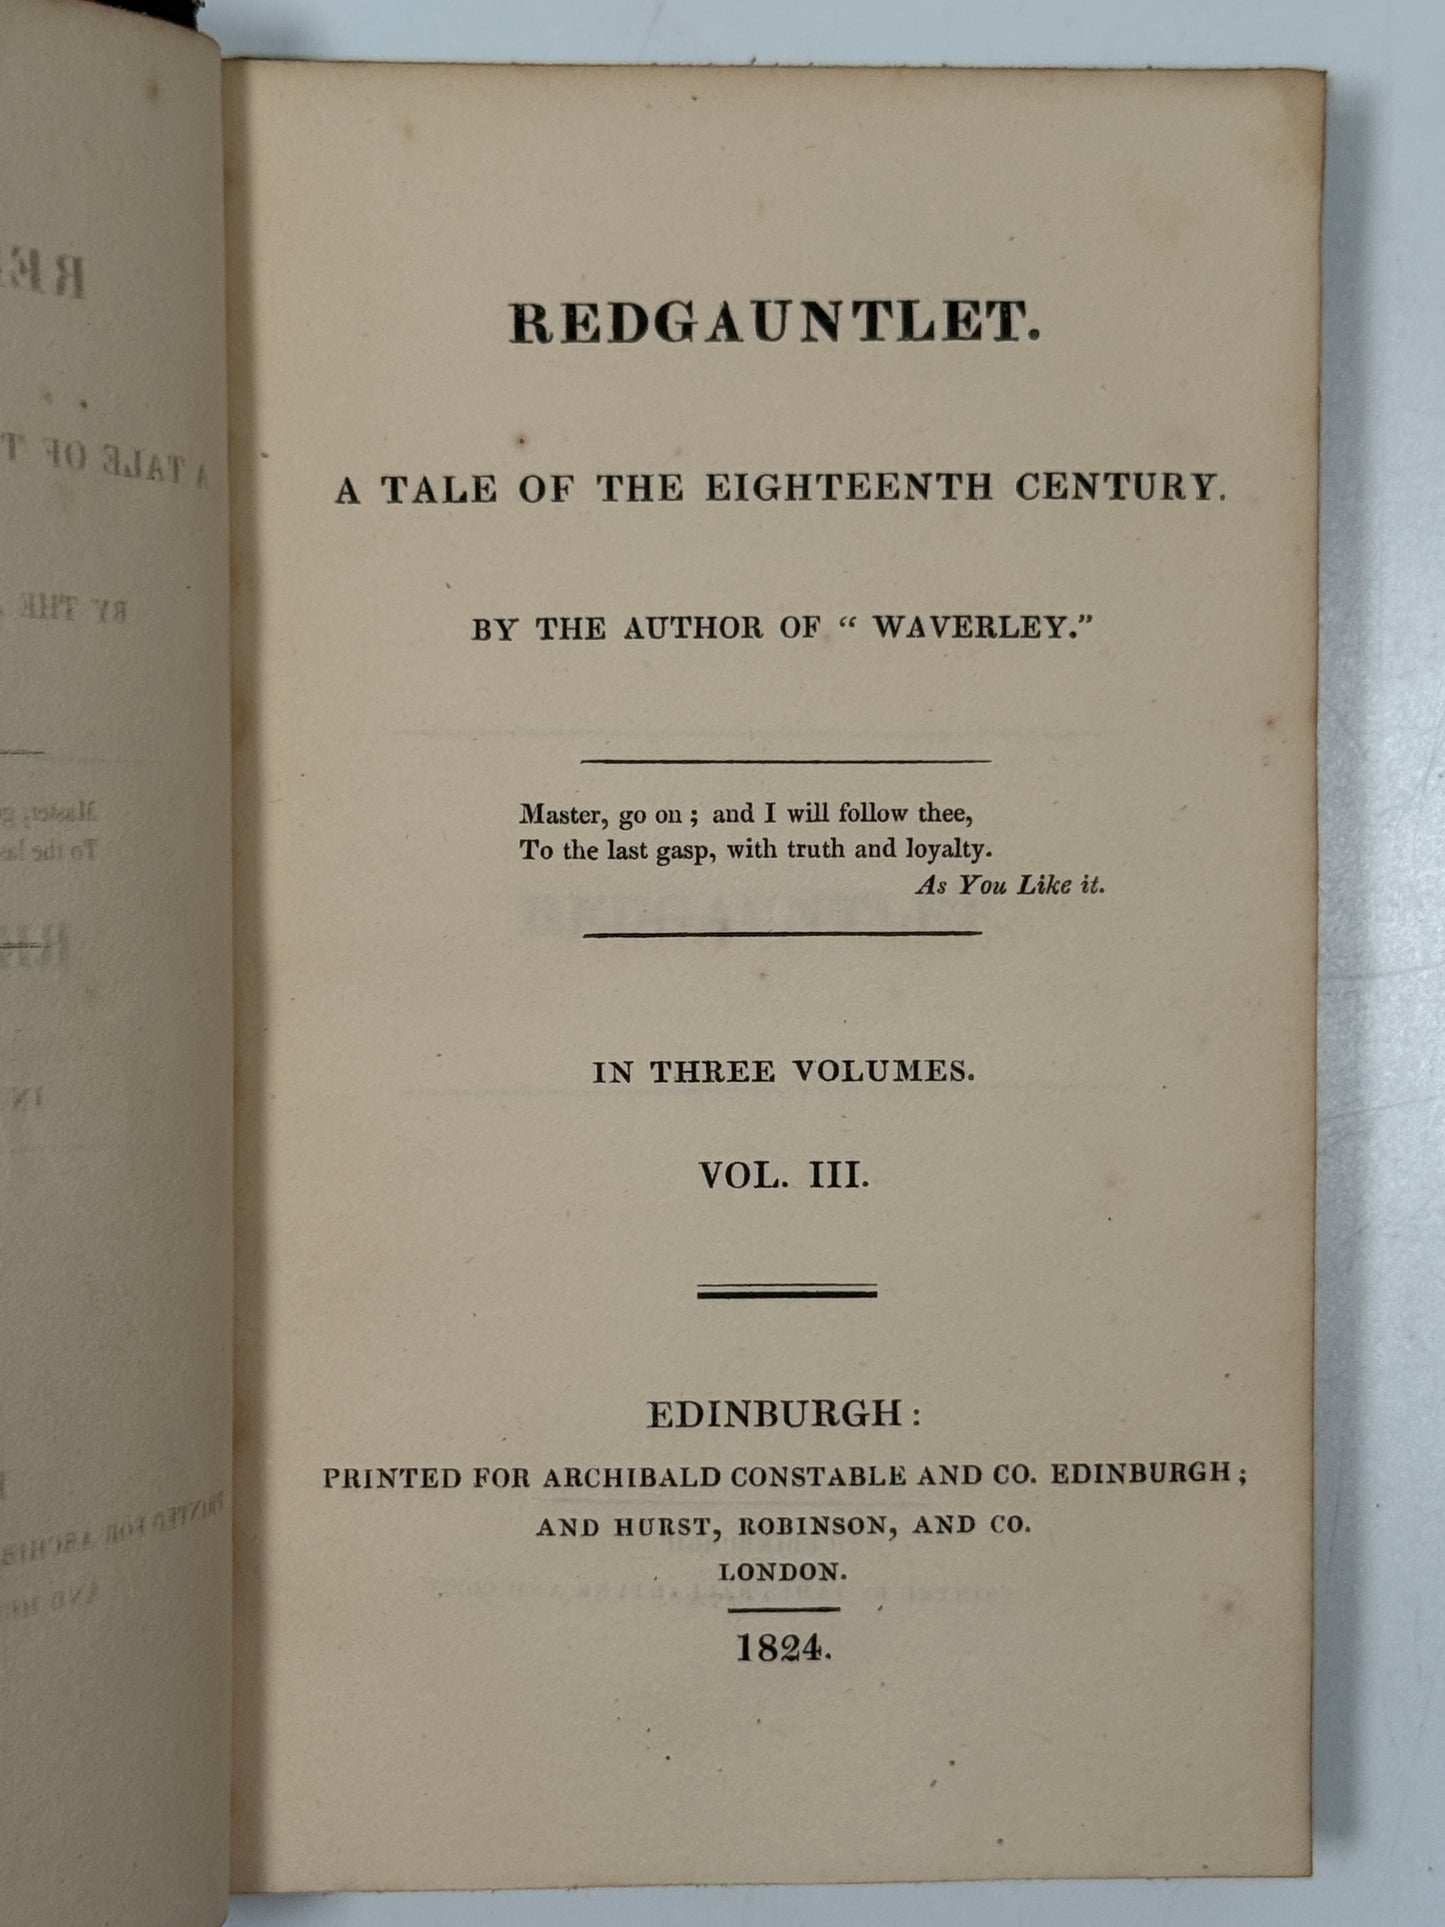 REDGAUNTLET.
A TALE OF THE EIGHTEENTH CENTURY.
BY THE AUTHOR OF “ WAVERLEY.”
Master, go on ; and I will follow thee,
To the last gasp, with truth and loyalty.
As You Like it.
IN THREE VOLUMES.
VOL. III.
EDINBURGH :
PRINTED FOR ARCHIBALD CONSTABLE AND CO. EDINBURGH ;
AND HURST, ROBINSON, AND CO.
LONDON.
1824.